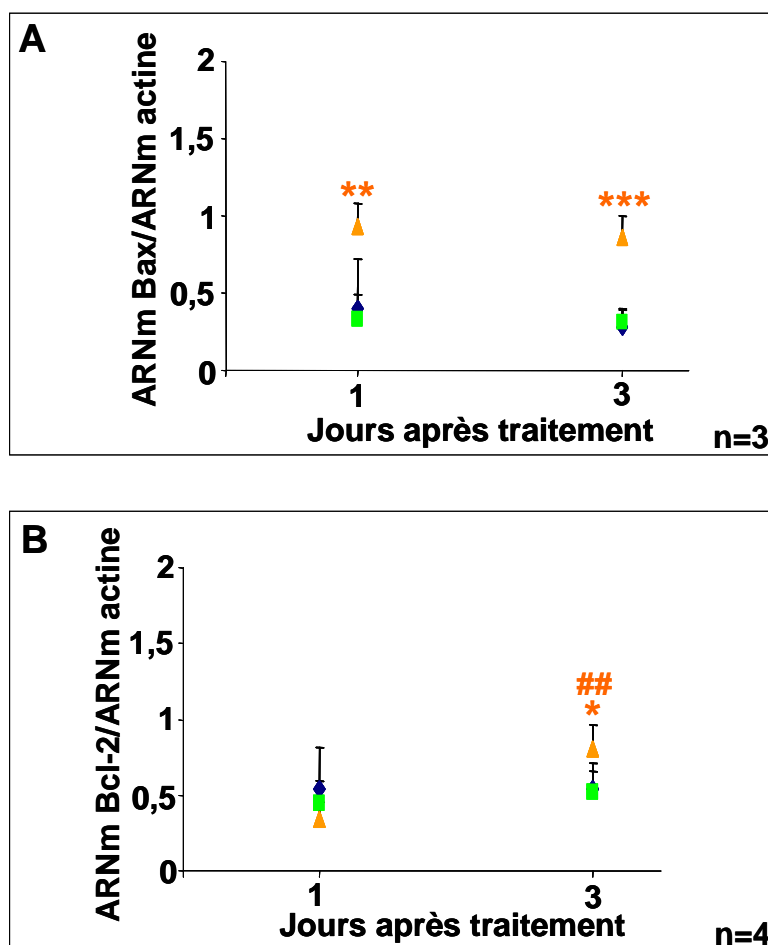 A
ARNm Bax/ARNm actine
2
1,5
**
***
1
0,5
0
1
3
Jours après traitement
n=3
B
ARNm Bcl-2/ARNm actine
2
1,5
##
*
1
0,5
0
1
3
Jours après traitement
n=4